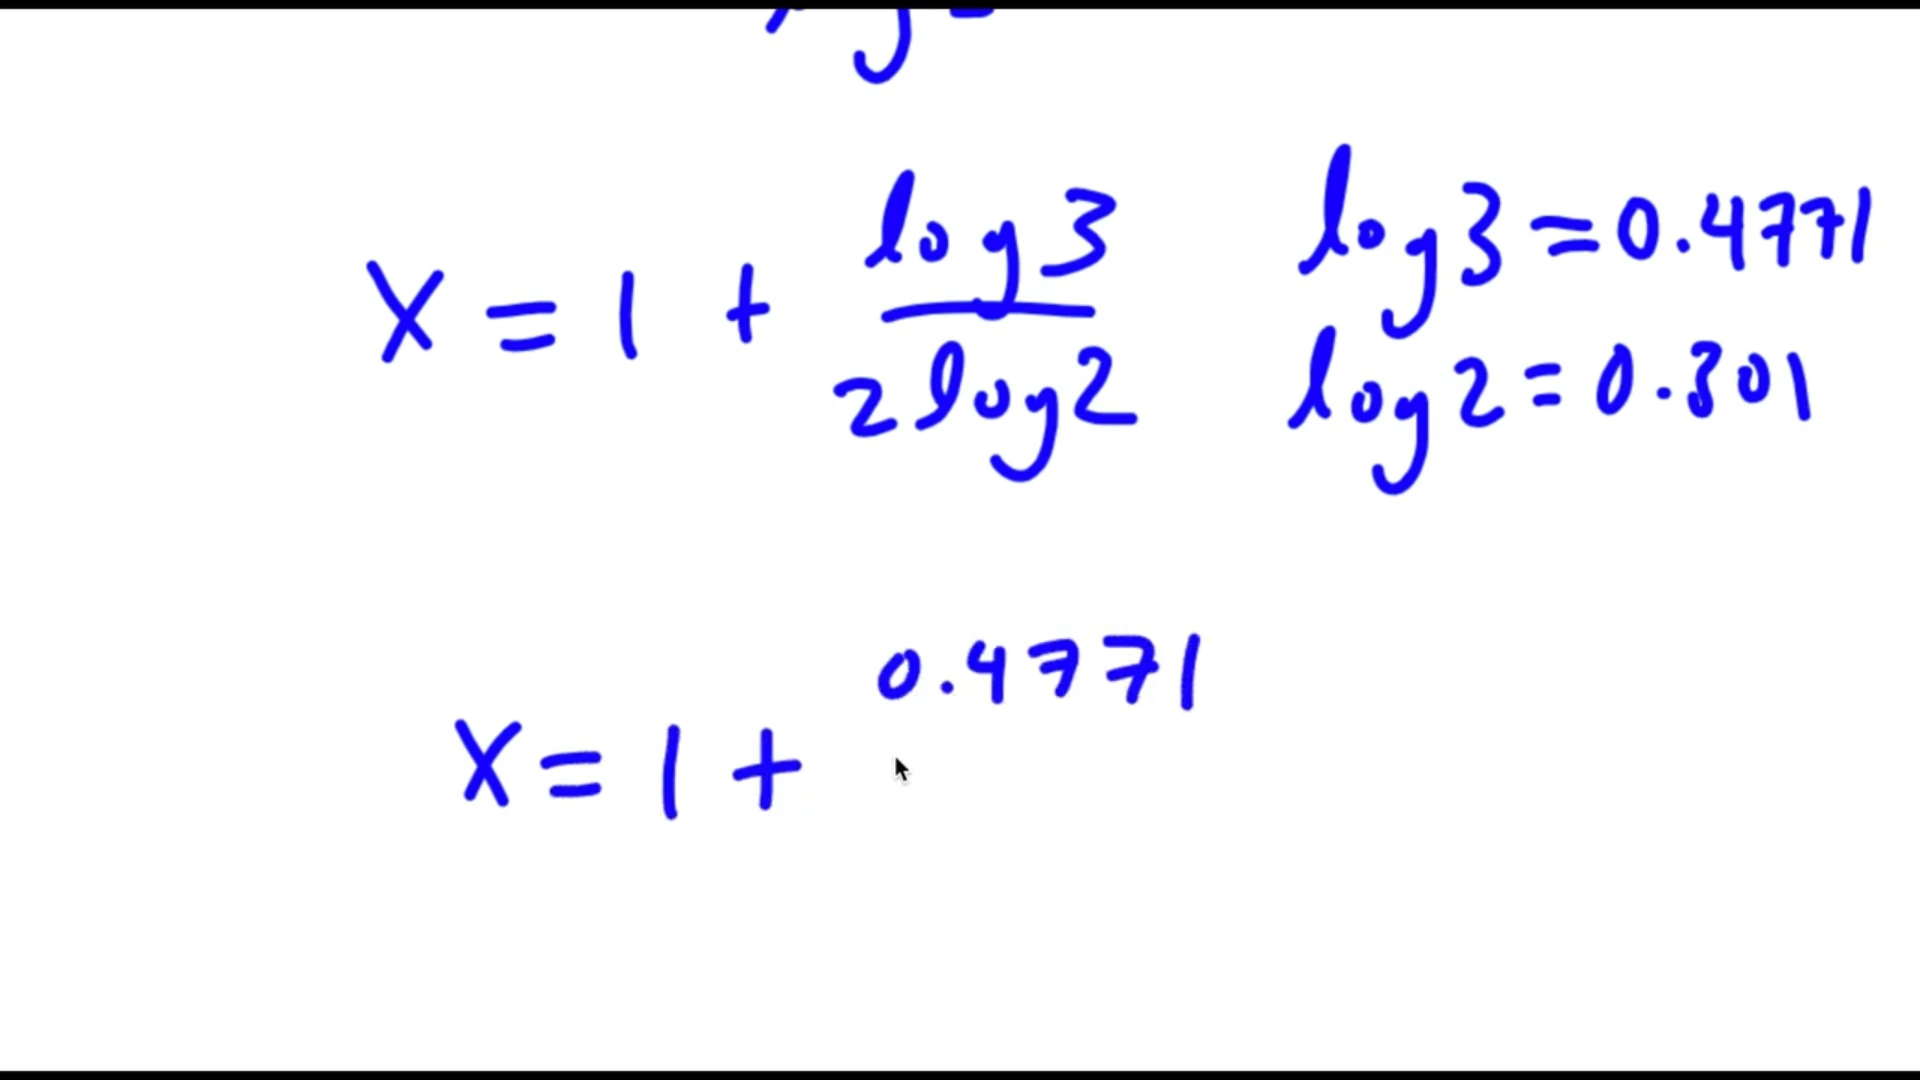 x = 1 + log3 / 2log2
log3 = 0.4771
log2 = 0.301
x = 1 + 0.4771